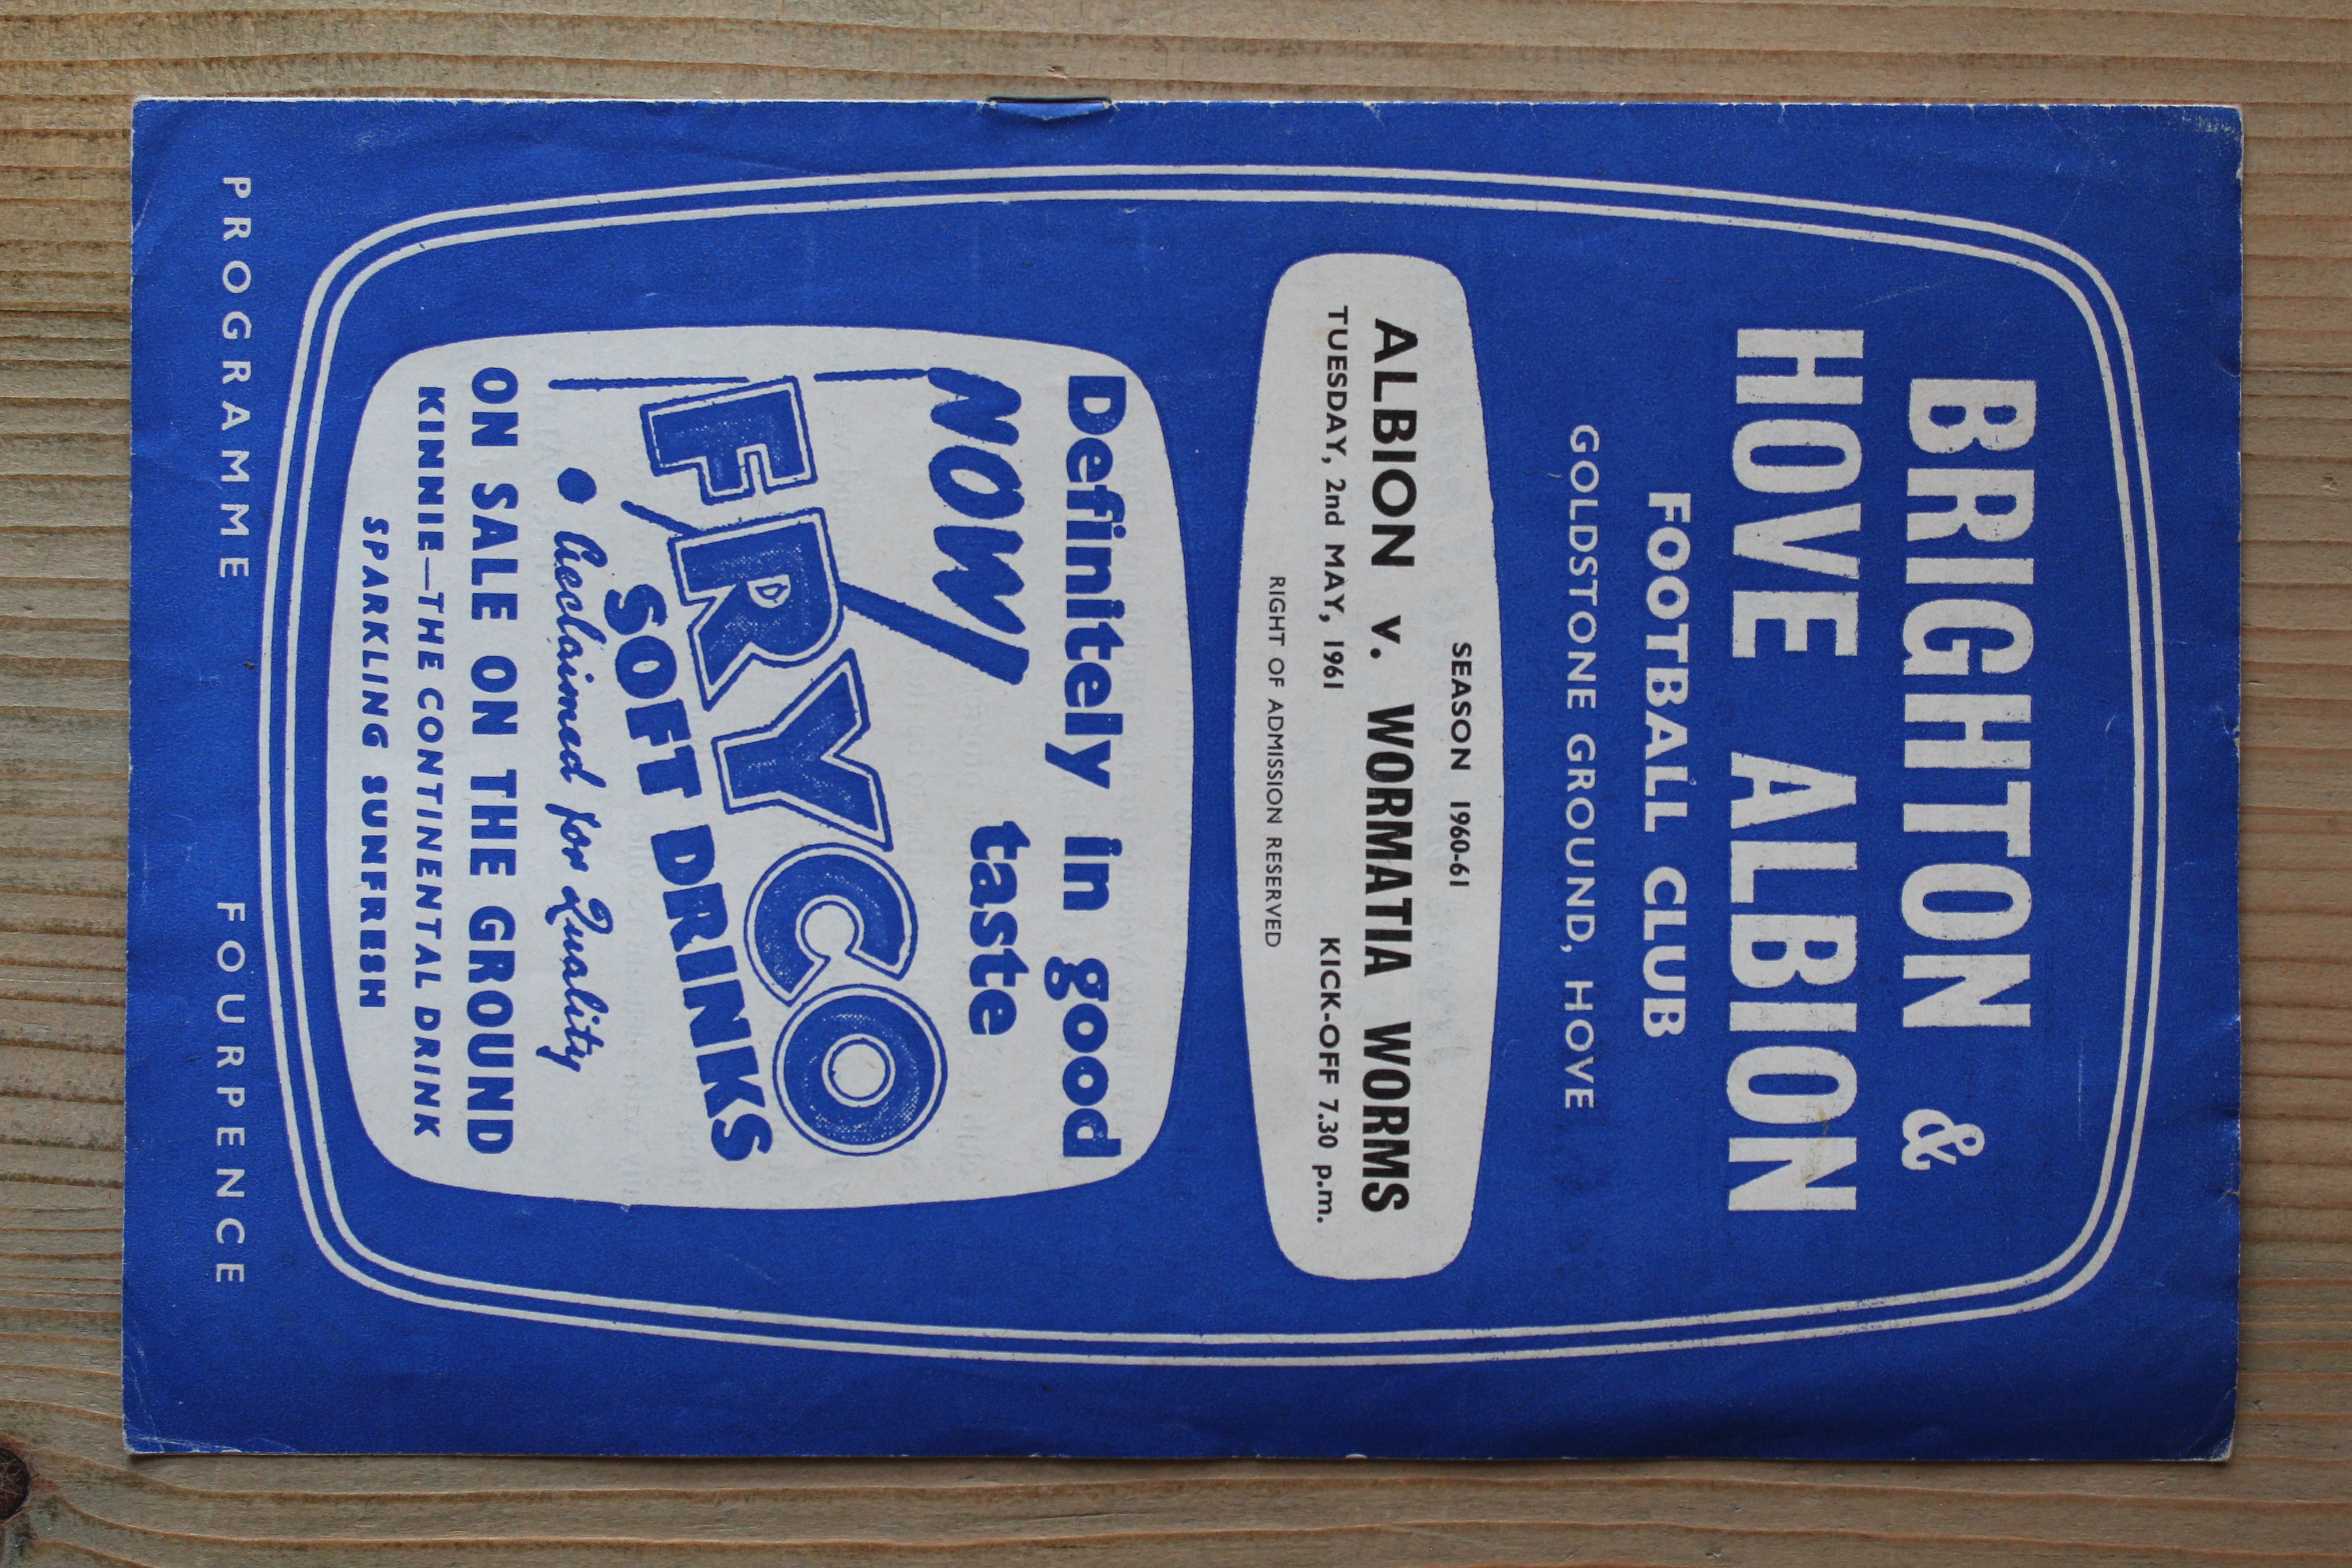 BRIGHTON &
HOVE ALBION
FOOTBALL CLUB
GOLDSTONE GROUND, HOVE
SEASON 1960-61
ALBION v. WORMATIA WORMS
TUESDAY, 2nd MAY, 1961 KICK-OFF 7.30 p.m.
RIGHT OF ADMISSION RESERVED
Definitely in good
taste
NOW!
FRYCO
SOFT DRINKS
● Acclaimed for Quality
ON SALE ON THE GROUND
KINNIE—THE CONTINENTAL DRINK
SPARKLING SUNFRESH
PROGRAMME FOURPENCE